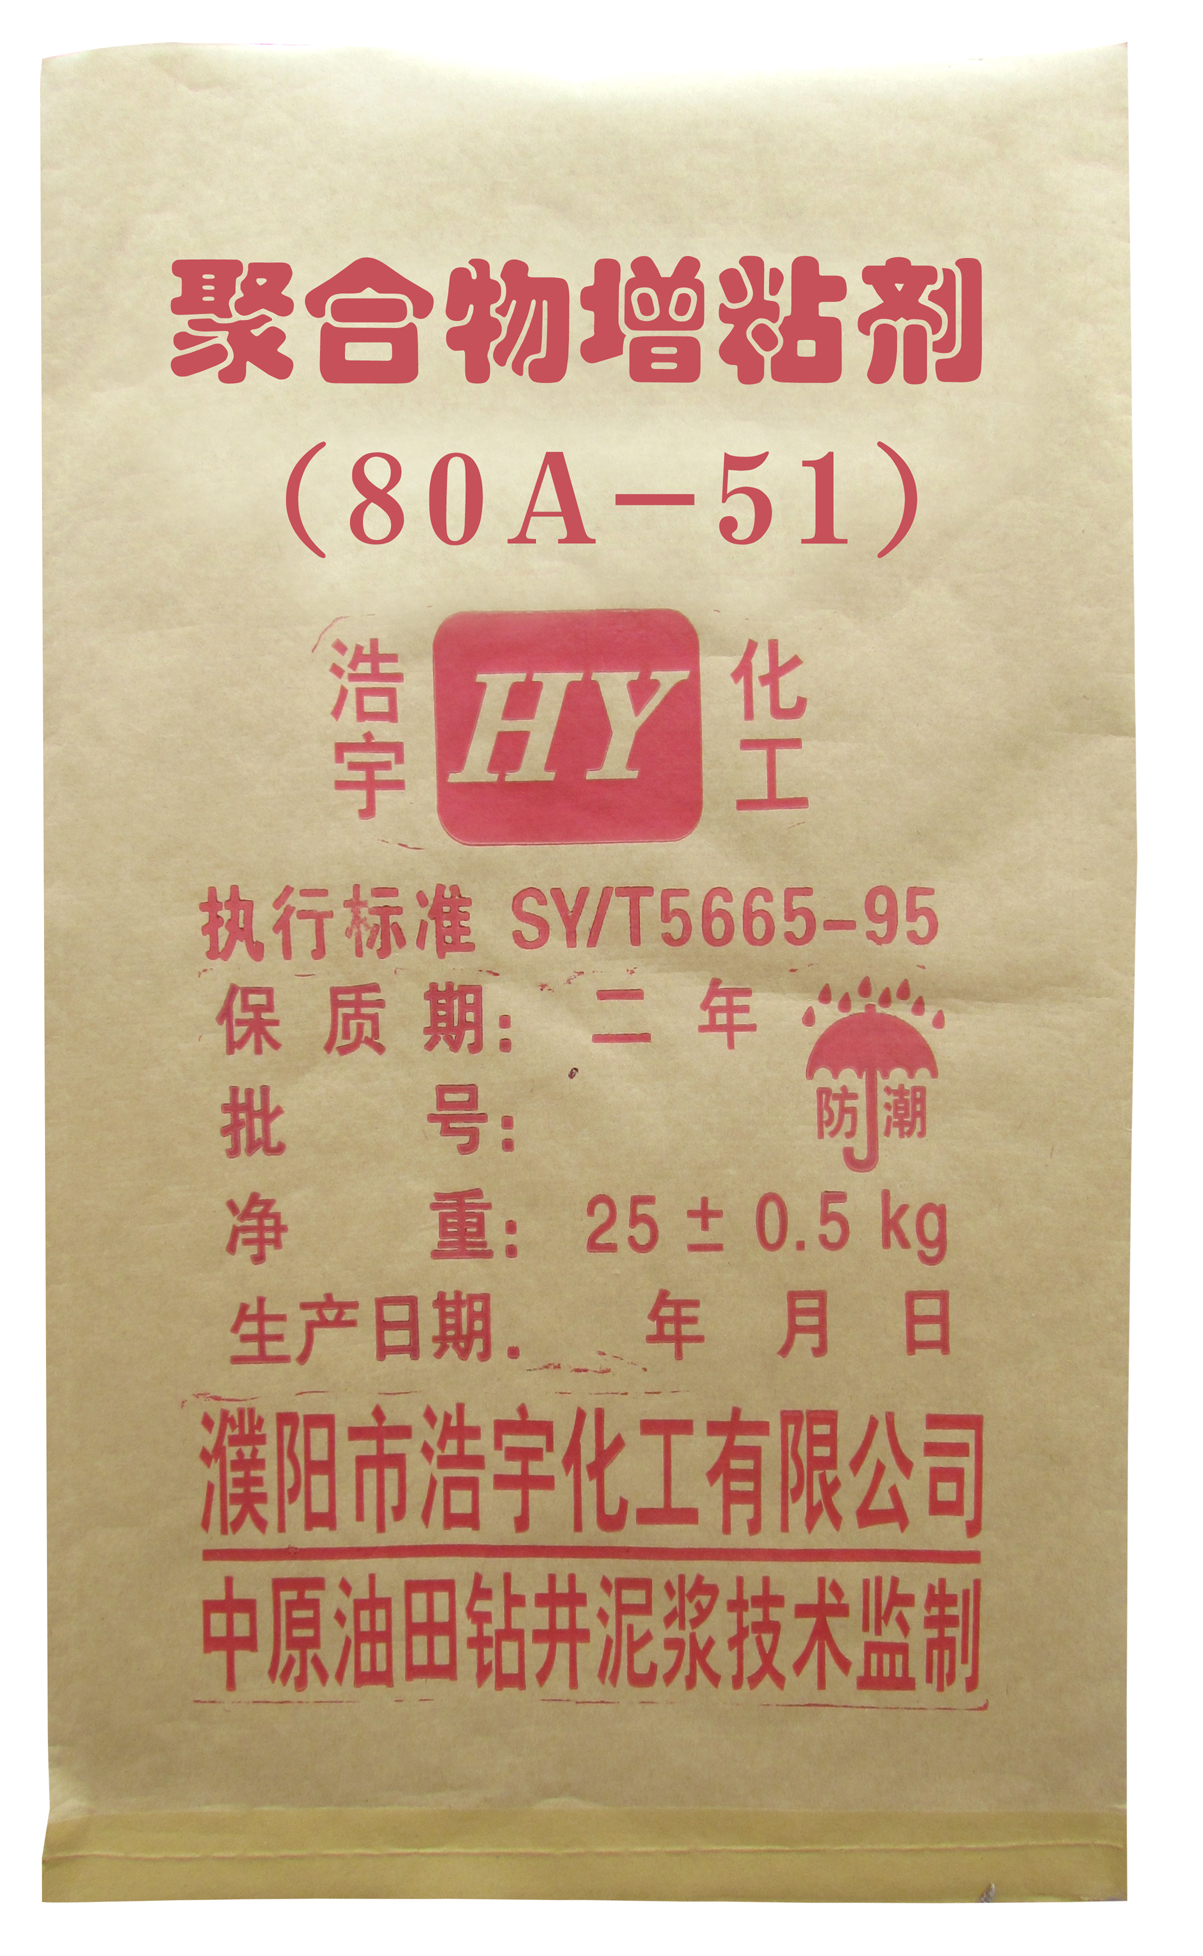 聚合物增粘剂
(80A-51)
浩宇 HY 化工
执行标准 SY/T5665-95
保质期: 二年
防潮
批号:
净重: 25±0.5kg
生产日期. 年 月 日
濮阳市浩宇化工有限公司
中原油田钻井泥浆技术监制